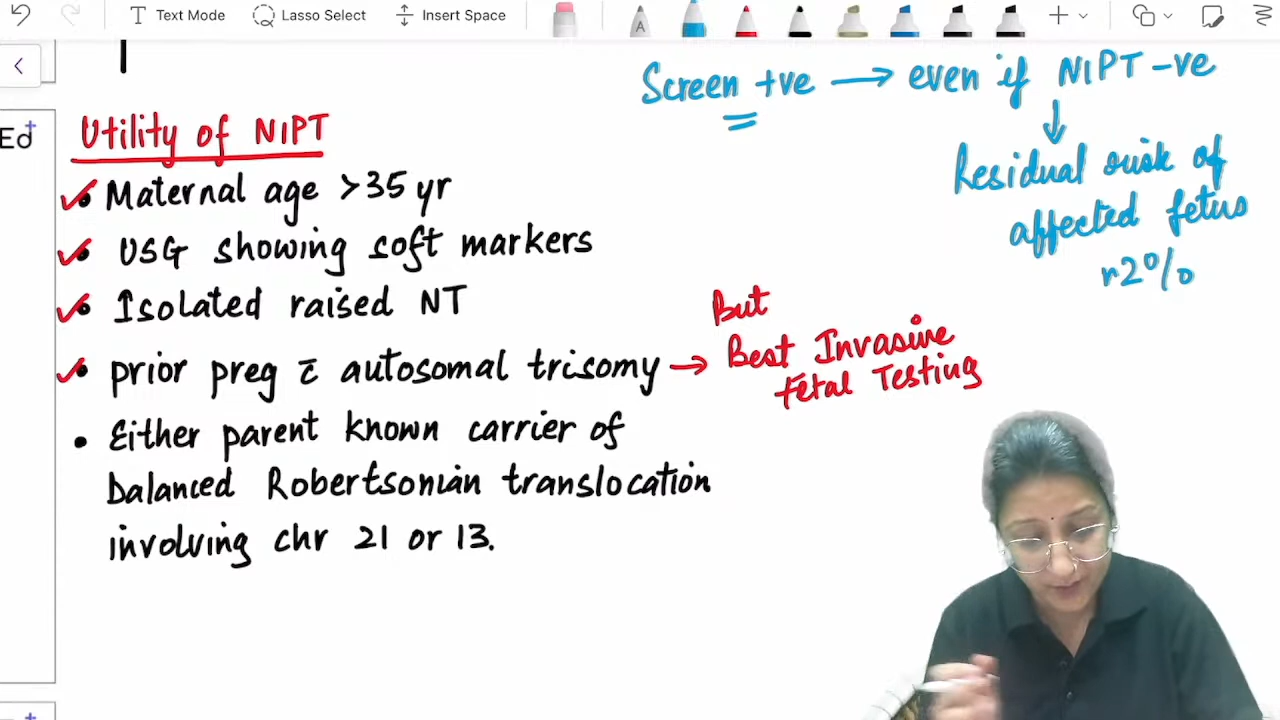 Text Mode Lasso Select Insert Space
A
Screen +ve → even if NIPT -ve
↓
Residual risk of
affected fetus
~2%
Ed
Utility of NIPT
✓• Maternal age >35 yr
✓• USG showing soft markers
✓• Isolated raised NT
✓• prior preg c̄ autosomal trisomy → But
Best Invasive
fetal Testing
• Either parent known carrier of
balanced Robertsonian translocation
involving chr 21 or 13.